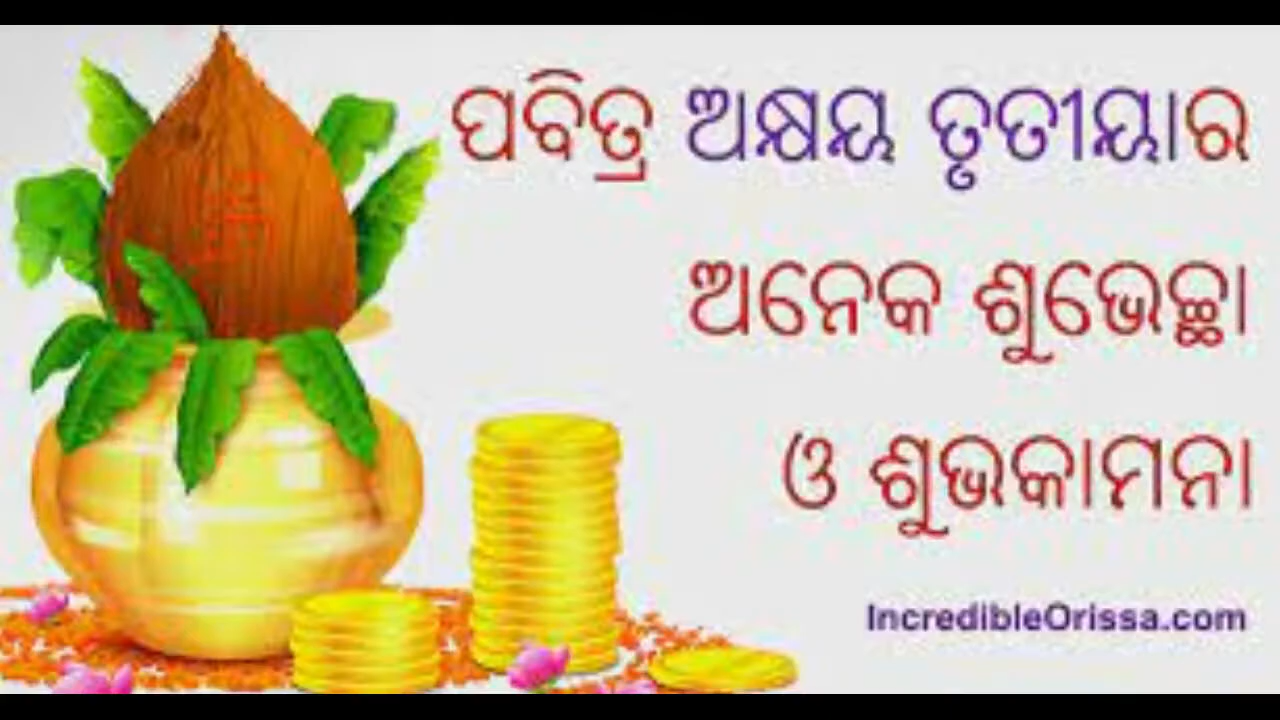 ପବିତ୍ର ଅକ୍ଷୟ ତୃତୀୟାର
ଅନେକ ଶୁଭେଚ୍ଛା
ଓ ଶୁଭକାମନା
IncredibleOrissa.com